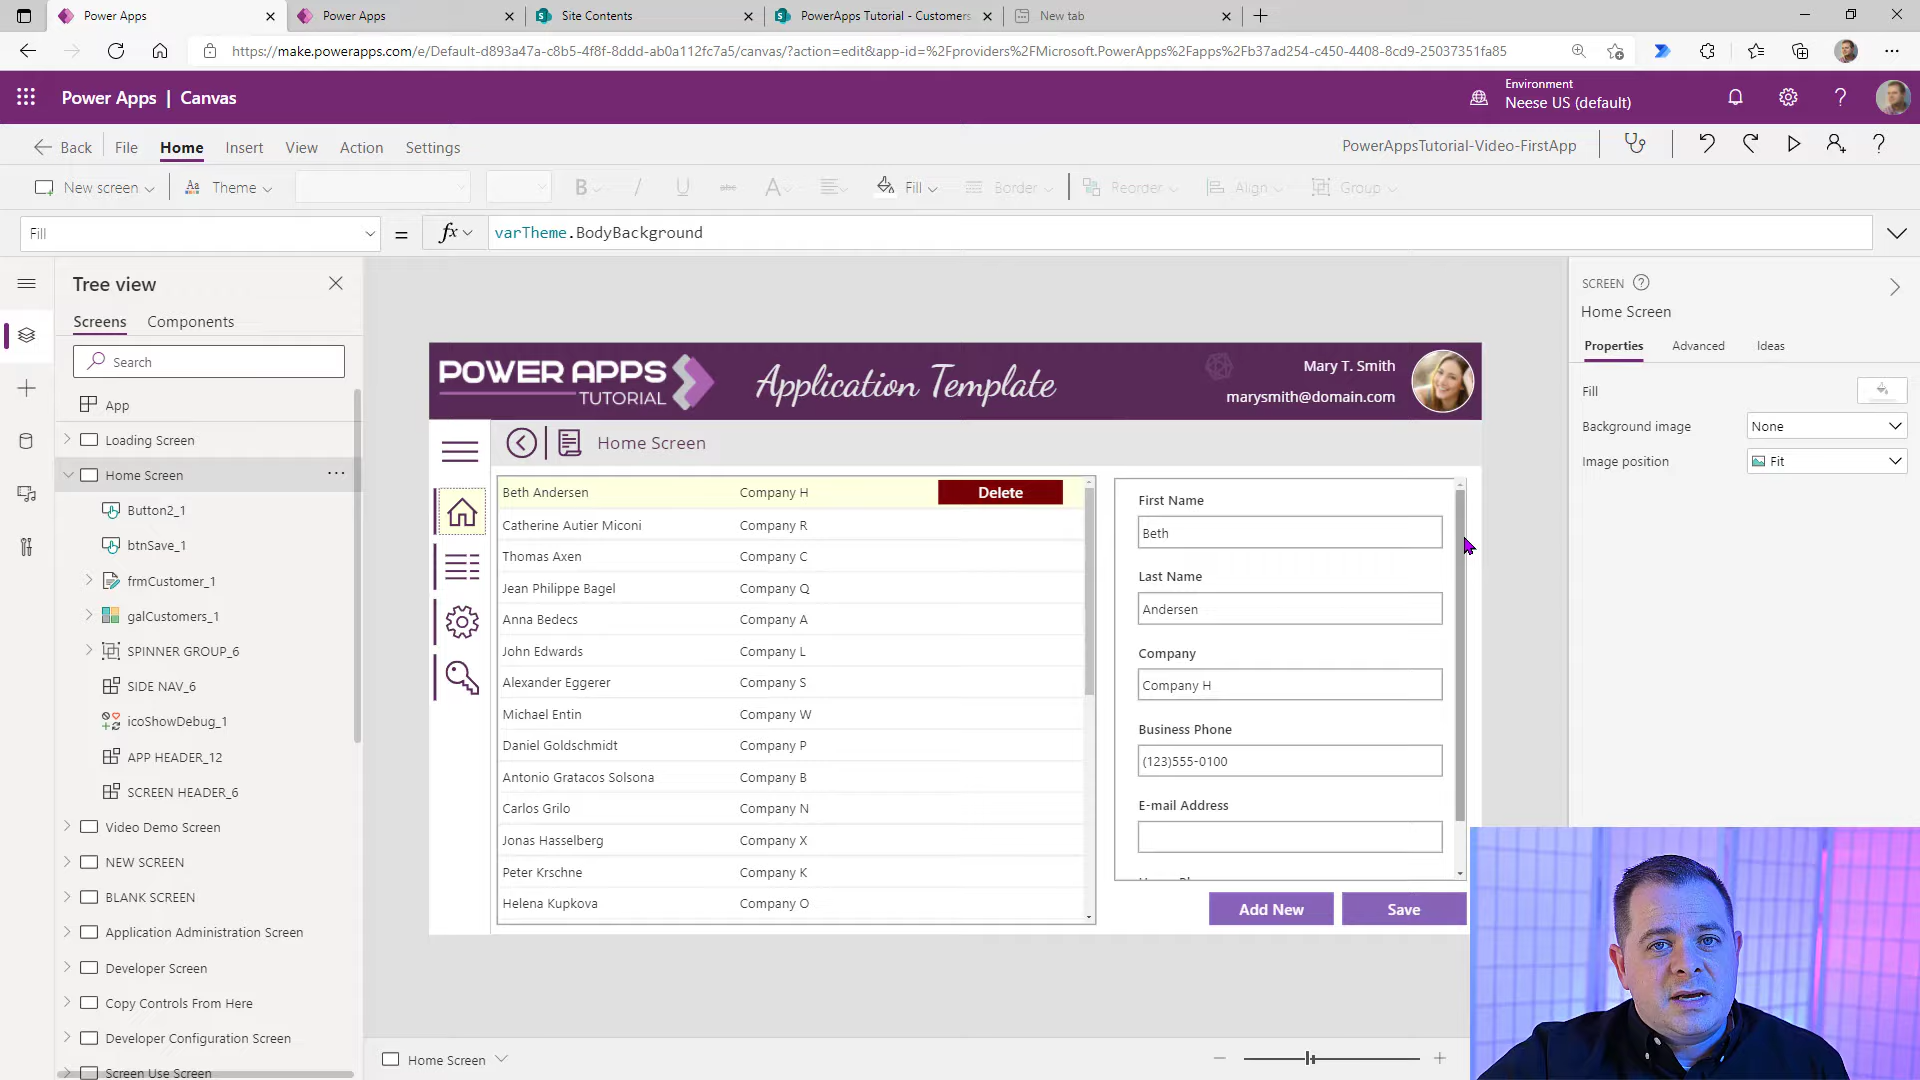 Power Apps
Power Apps
Site Contents
PowerApps Tutorial - Customers
New tab
https://make.powerapps.com/e/Default-d893a47a-c8b5-4f8f-8ddd-ab0a112fc7a5/canvas/?action=edit&app-id=%2Fproviders%2FMicrosoft.PowerApps%2Fapps%2Fb37ad254-c450-4408-8cd9-25037351fa85
Power Apps | Canvas
Environment
Neese US (default)
Back
File
Home
Insert
View
Action
Settings
PowerAppsTutorial-Video-FirstApp
New screen
Theme
B
I
U
abc
A
Fill
Border
Reorder
Align
Group
Fill
=
fx
varTheme.BodyBackground
Tree view
Screens
Components
Search
App
Loading Screen
Home Screen
Button2_1
btnSave_1
frmCustomer_1
galCustomers_1
SPINNER GROUP_6
SIDE NAV_6
icoShowDebug_1
APP HEADER_12
SCREEN HEADER_6
Video Demo Screen
NEW SCREEN
BLANK SCREEN
Application Administration Screen
Developer Screen
Copy Controls From Here
Developer Configuration Screen
Screen Use Screen
POWER APPS
TUTORIAL
Application Template
Mary T. Smith
marysmith@domain.com
Home Screen
Beth Andersen Company H Delete
Catherine Autier Miconi Company R
Thomas Axen Company C
Jean Philippe Bagel Company Q
Anna Bedecs Company A
John Edwards Company L
Alexander Eggerer Company S
Michael Entin Company W
Daniel Goldschmidt Company P
Antonio Gratacos Solsona Company B
Carlos Grilo Company N
Jonas Hasselberg Company X
Peter Krschne Company K
Helena Kupkova Company O
First Name
Beth
Last Name
Andersen
Company
Company H
Business Phone
(123)555-0100
E-mail Address
Add New
Save
Home Screen
SCREEN
Home Screen
Properties
Advanced
Ideas
Fill
Background image
None
Image position
Fit